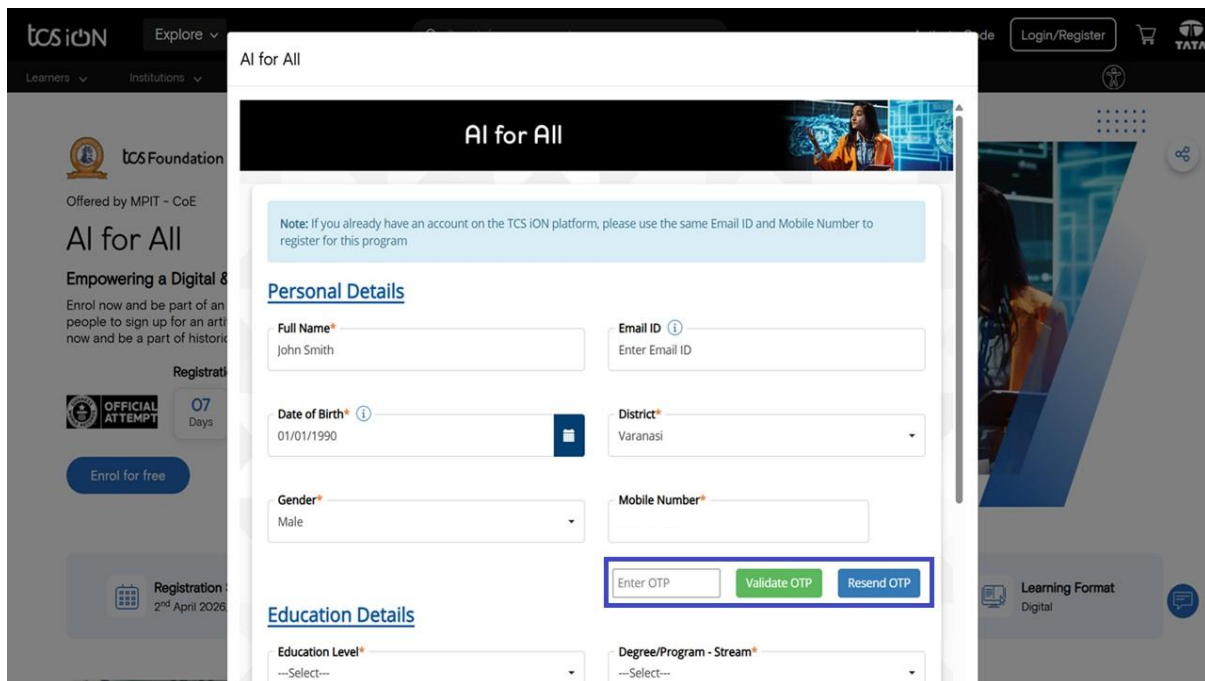 tcs iON
Explore
Code
Login/Register
TATA
Learners
Institutions
AI for All
AI for All
tcs Foundation
Offered by MPIT - CoE
AI for All
Empowering a Digital &
Enrol now and be part of an
people to sign up for an arti
now and be a part of historic
Registrati
OFFICIAL
ATTEMPT
07
Days
Enrol for free
Registration
2nd April 2026,
Note: If you already have an account on the TCS iON platform, please use the same Email ID and Mobile Number to
register for this program
Personal Details
Full Name*
John Smith
Email ID
Enter Email ID
Date of Birth*
01/01/1990
District*
Varanasi
Gender*
Male
Mobile Number*
Enter OTP
Validate OTP
Resend OTP
Education Details
Education Level*
---Select---
Degree/Program - Stream*
---Select---
Learning Format
Digital